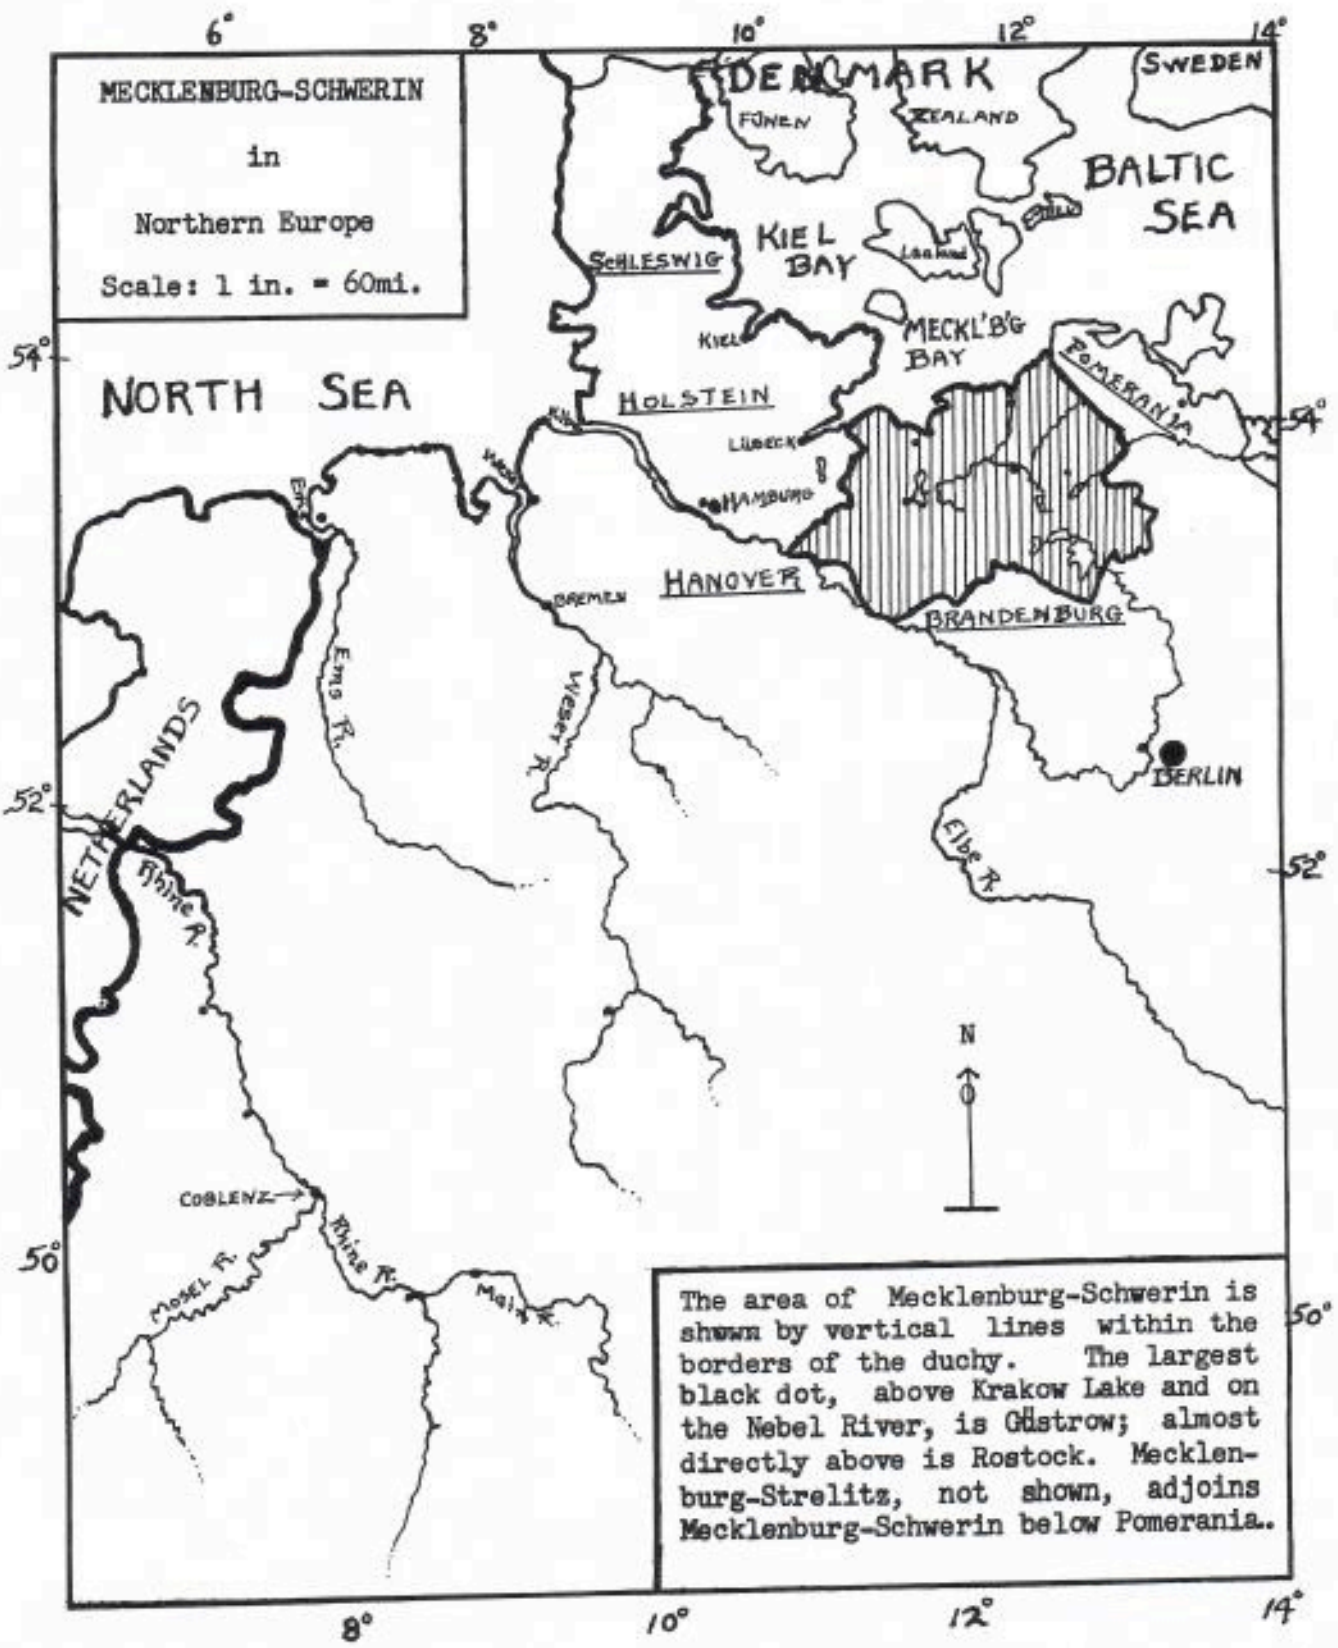 6°
8°
10°
12°
14°
MECKLENBURG-SCHWERIN
in
Northern Europe
Scale: 1 in. = 60mi.
DENMARK
SWEDEN
FÜNEN
ZEALAND
BALTIC
SEA
KIEL
BAY
Laaland
SCHLESWIG
KIEL
MECKL'B'G
BAY
POMERANIA
54°
54°
NORTH SEA
HOLSTEIN
LÜBECK
HAMBURG
HANOVER
BREMEN
BRANDENBURG
Ems R.
Weser R.
NETHERLANDS
BERLIN
52°
52°
Elbe R.
Rhine R.
N
COBLENZ
Rhine R.
MOSEL R.
Main
50°
50°
The area of Mecklenburg-Schwerin is
shown by vertical lines within the
borders of the duchy. The largest
black dot, above Krakow Lake and on
the Nebel River, is Güstrow; almost
directly above is Rostock. Mecklen-
burg-Strelitz, not shown, adjoins
Mecklenburg-Schwerin below Pomerania..
8°
10°
12°
14°